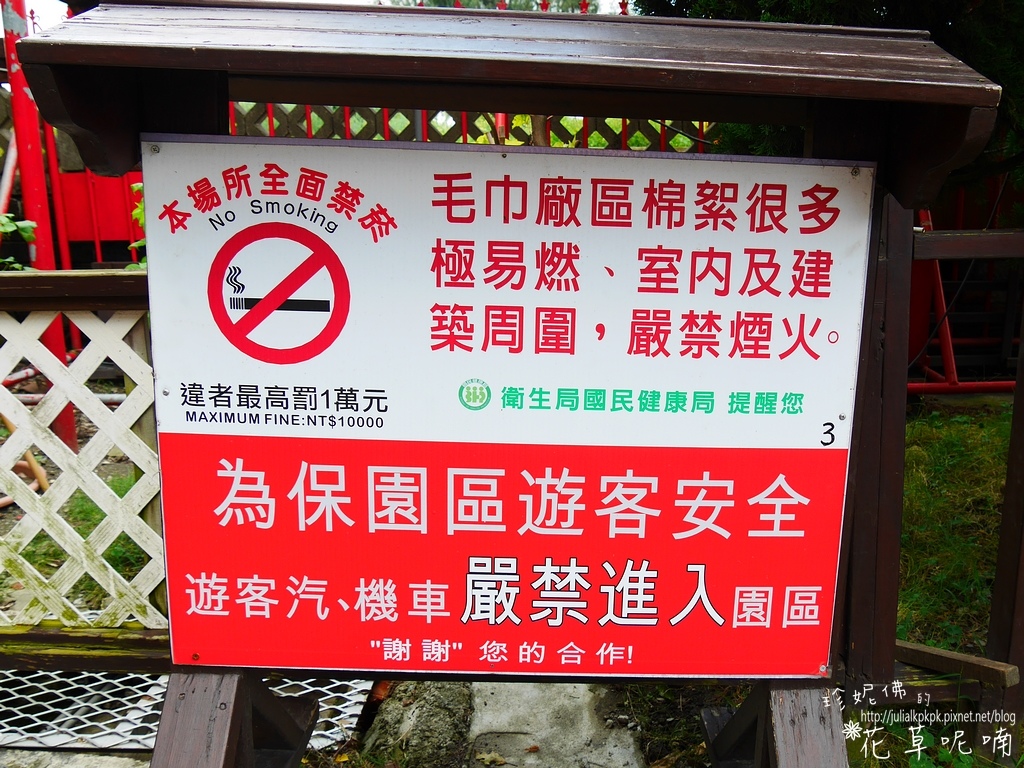 本場所全面禁菸
No Smoking
違者最高罰1萬元
MAXIMUM FINE:NT$10000
毛巾廠區棉絮很多
極易燃、室內及建
築周圍，嚴禁煙火。
衛生局國民健康局 提醒您
3
為保園區遊客安全
遊客汽、機車嚴禁進入園區
"謝謝" 您的合作!
珍妮佛的
http://julialkpkpk.pixnet.net/blog
花草呢喃